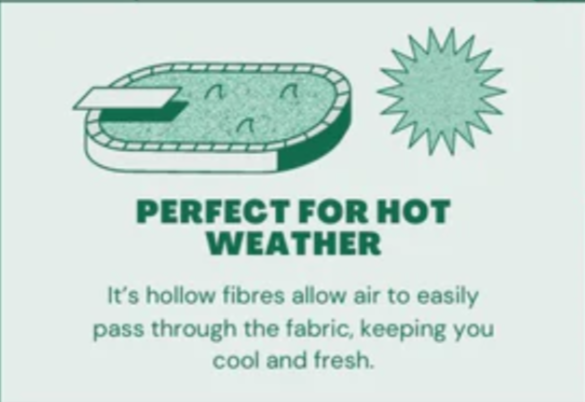 PERFECT FOR HOT
WEATHER
It's hollow fibres allow air to easily
pass through the fabric, keeping you
cool and fresh.